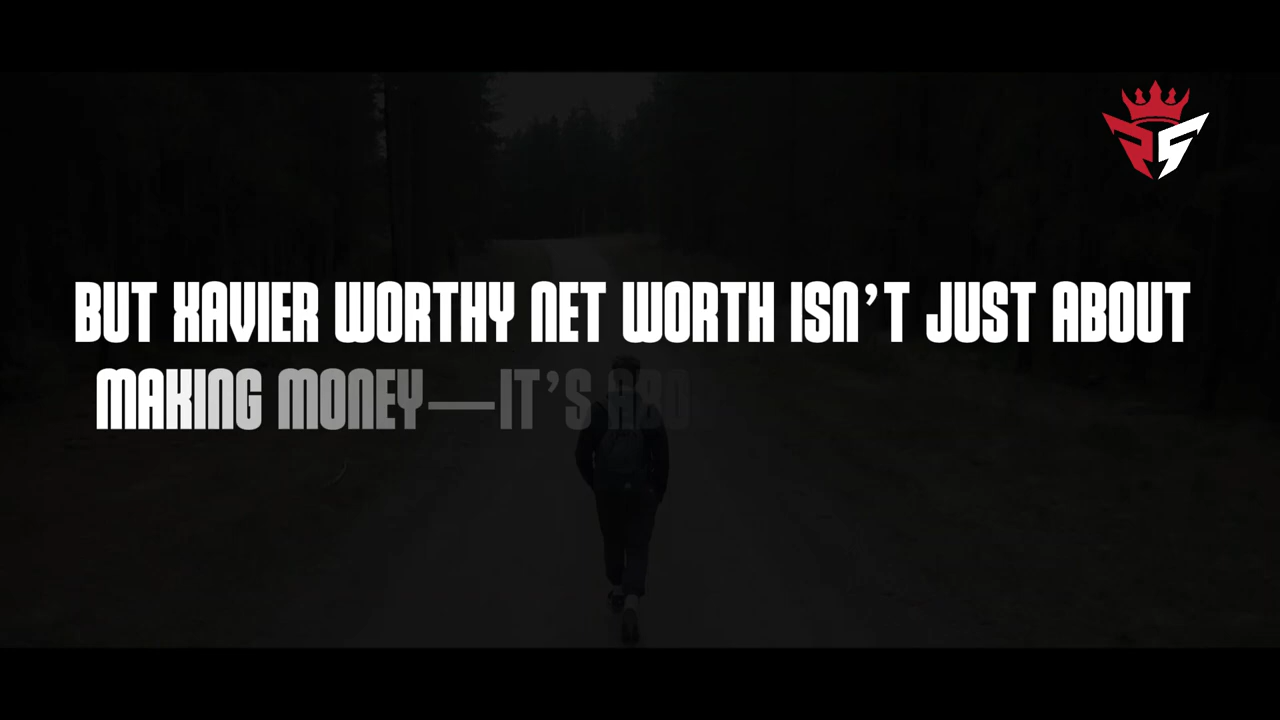 BUT XAVIER WORTHY NET WORTH ISN’T JUST ABOUT
MAKING MONEY—IT’S